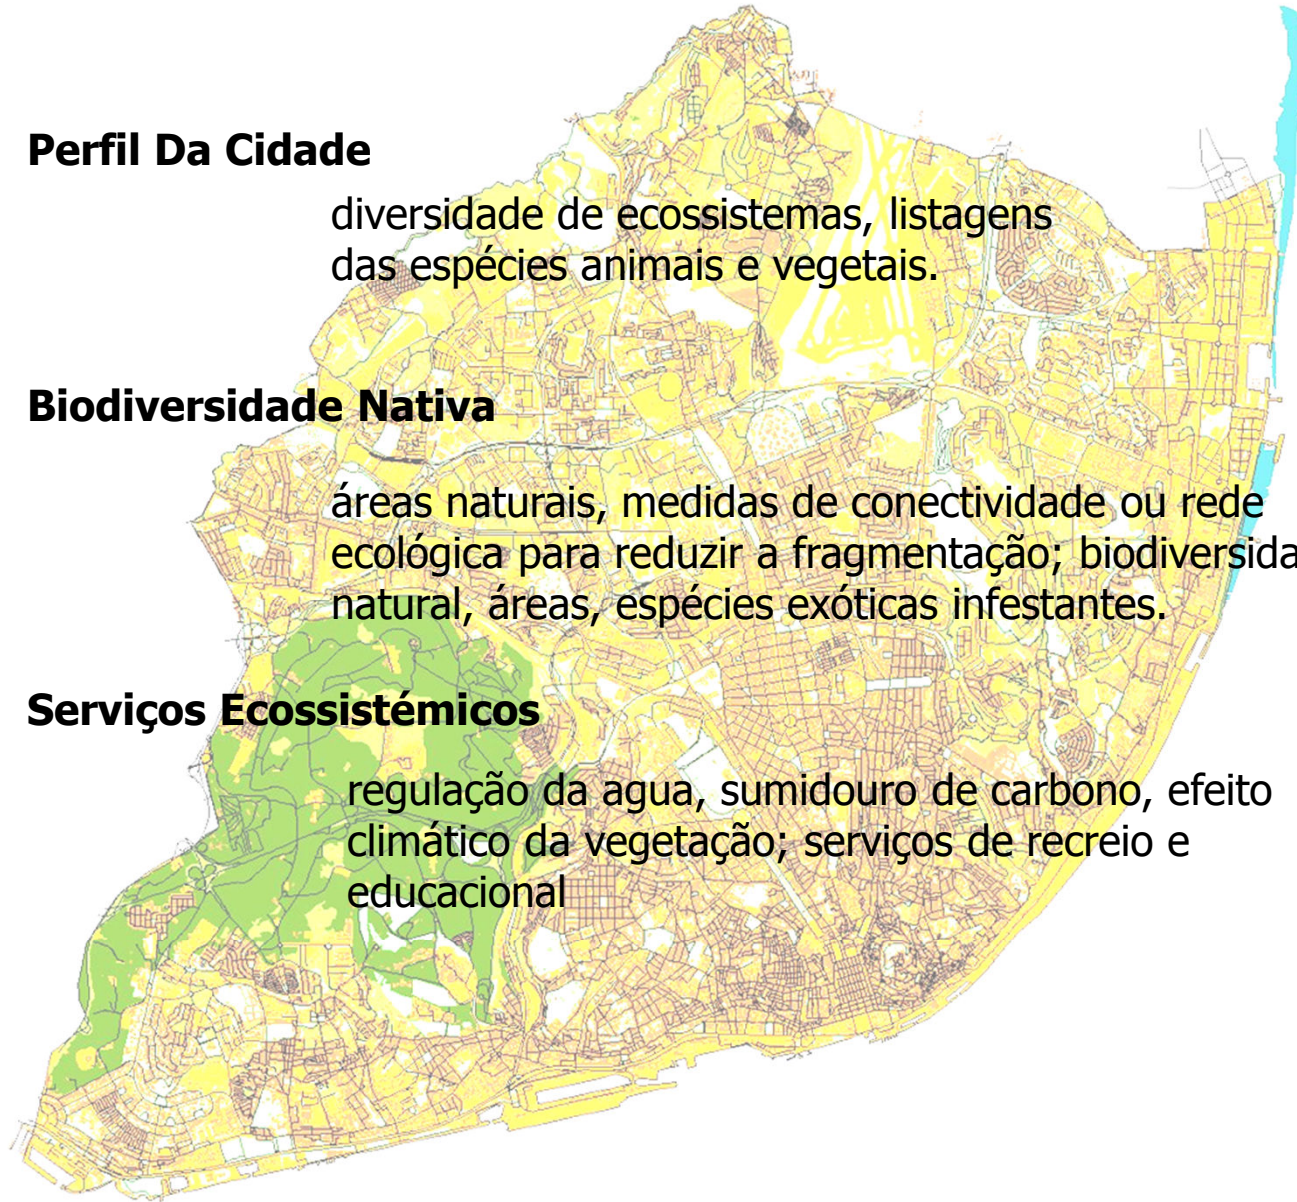 Perfil Da Cidade
diversidade de ecossistemas, listagens
das espécies animais e vegetais.
Biodiversidade Nativa
áreas naturais, medidas de conectividade ou rede
ecológica para reduzir a fragmentação; biodiversida
natural, áreas, espécies exóticas infestantes.
Serviços Ecossistémicos
regulação da agua, sumidouro de carbono, efeito
climático da vegetação; serviços de recreio e
educacional